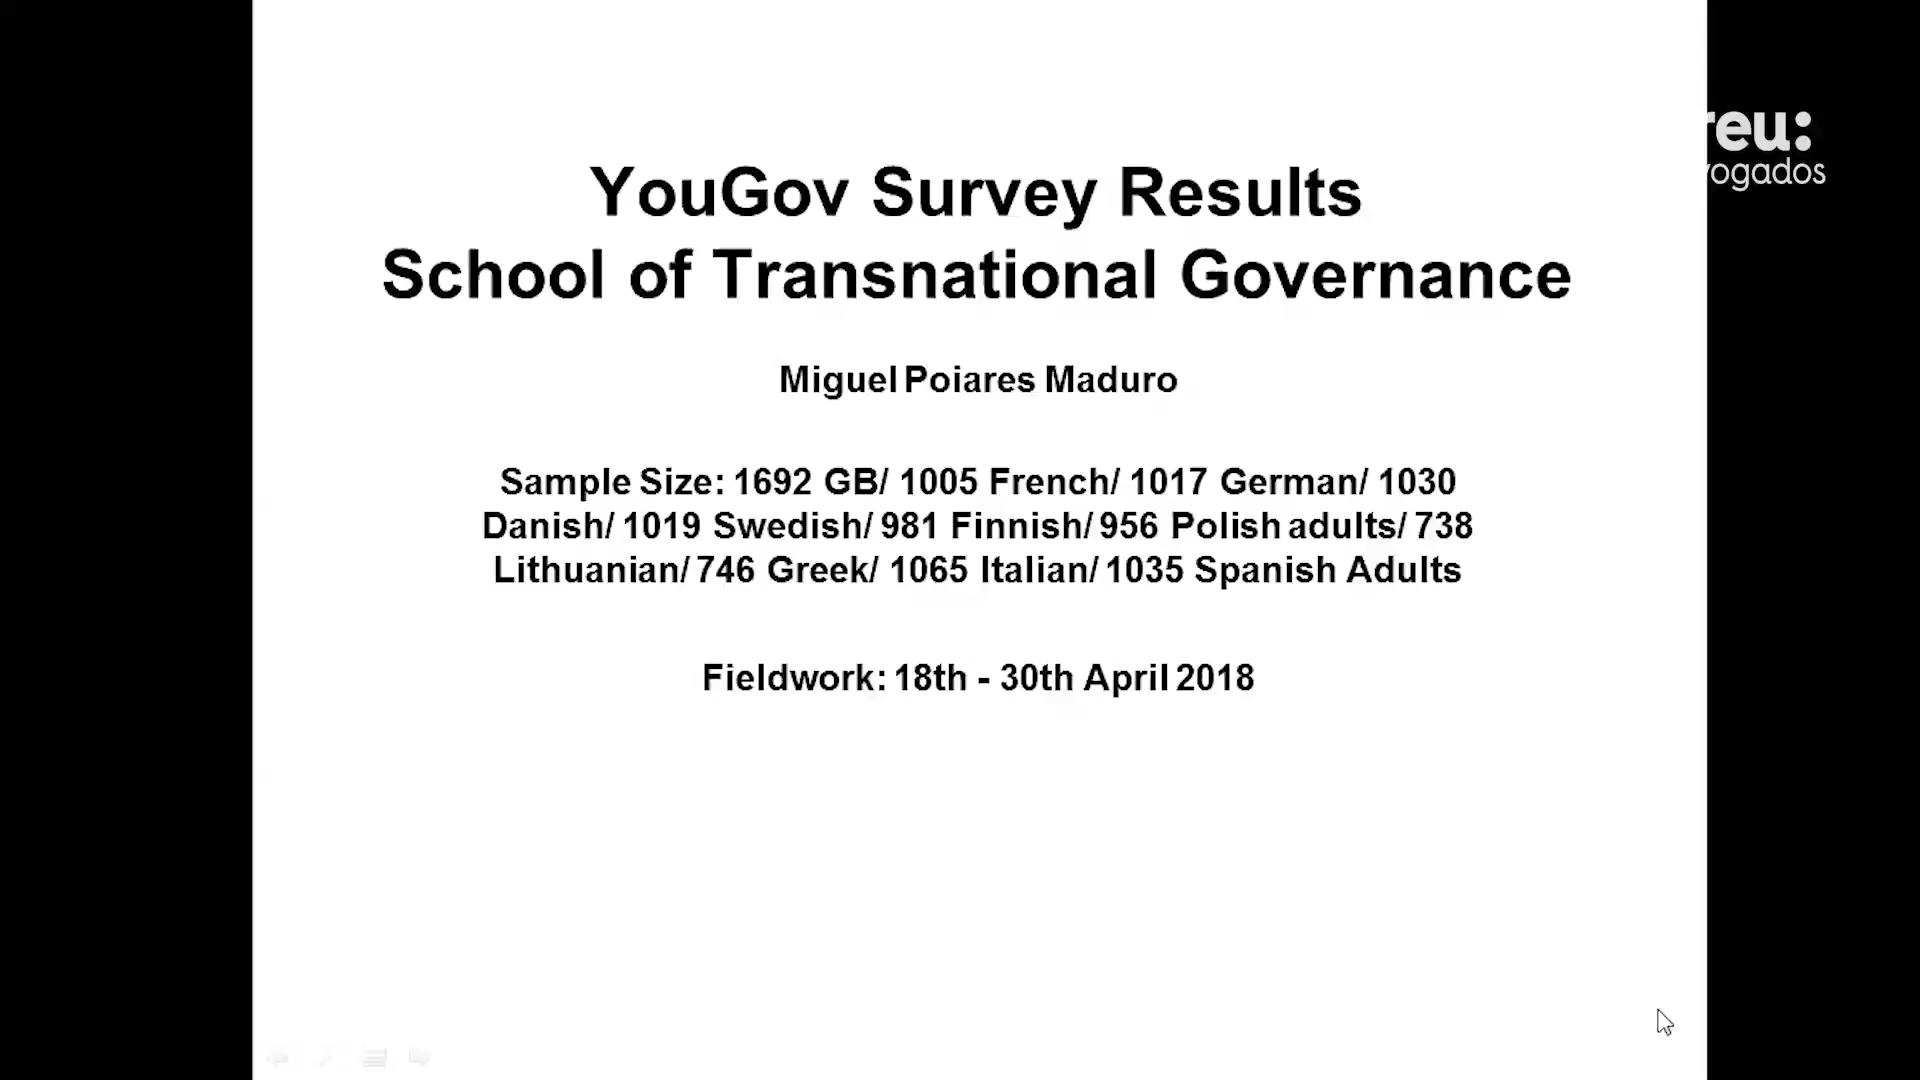 reu:
vogados
YouGov Survey Results
School of Transnational Governance
Miguel Poiares Maduro
Sample Size: 1692 GB/ 1005 French/ 1017 German/ 1030
Danish/ 1019 Swedish/ 981 Finnish/ 956 Polish adults/ 738
Lithuanian/ 746 Greek/ 1065 Italian/ 1035 Spanish Adults
Fieldwork: 18th - 30th April 2018